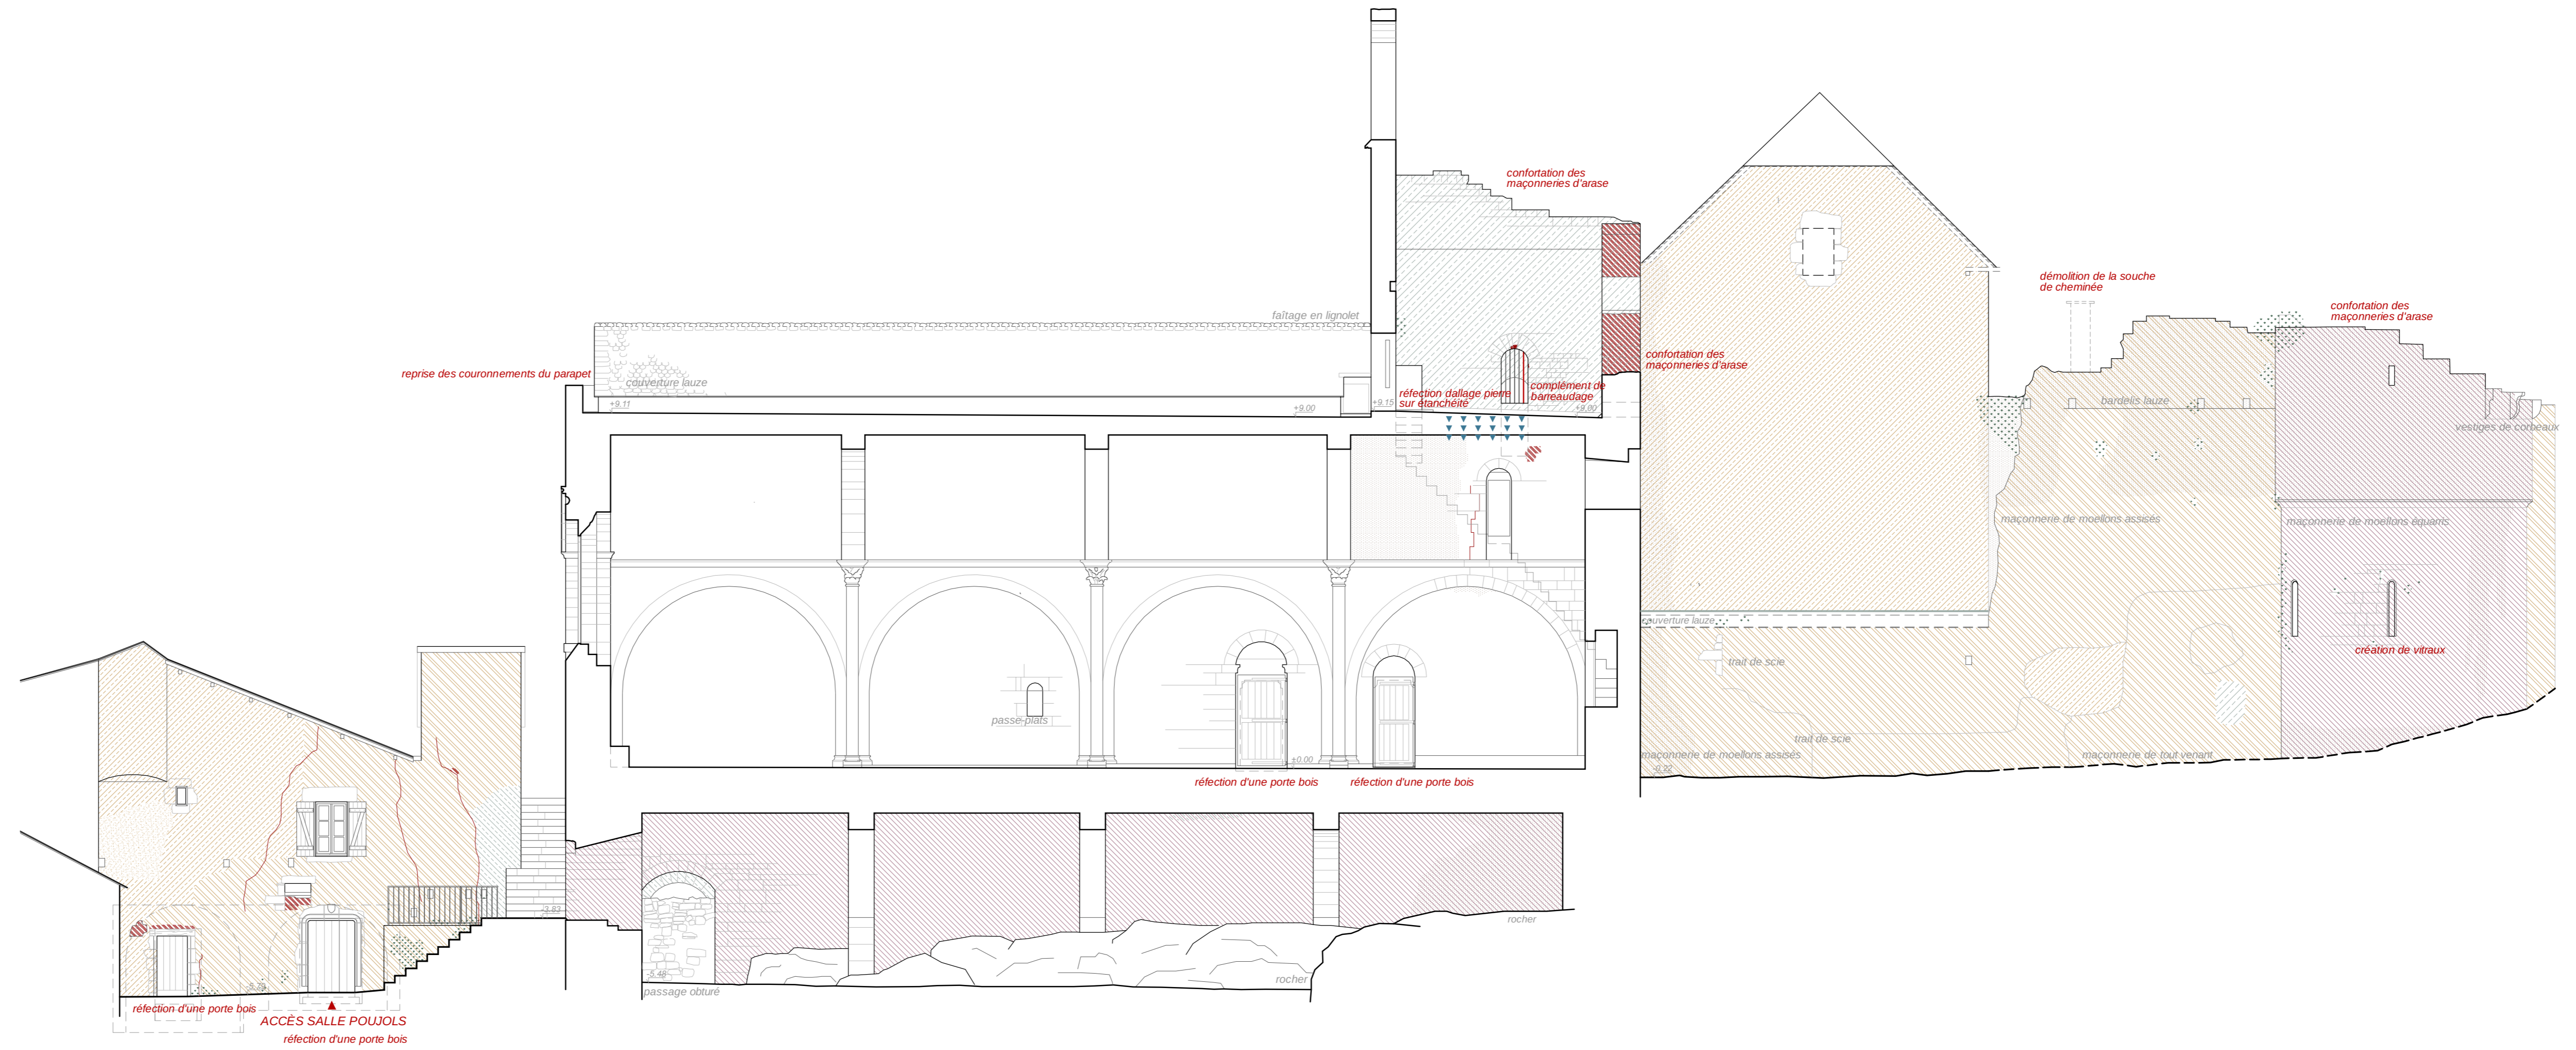 confortation des
maçonneries d'arase
démolition de la souche
de cheminée
confortation des
maçonneries d'arase
faîtage en lignolet
confortation des
maçonneries d'arase
reprise des couronnements du parapet
couverture lauze
réfection dallage pierre
sur étanchéité
complément de
barreaudage
+9.11
+9.00
+9.15
+9.00
bardelis lauze
vestiges de corbeaux
maçonnerie de moellons assisés
maçonnerie de moellons équarris
couverture lauze
création de vitraux
trait de scie
passe-plats
trait de scie
maçonnerie de moellons assisés
maçonnerie de tout venant
±0.00
-0.22
réfection d'une porte bois
réfection d'une porte bois
-3.83
rocher
-5.48
rocher
passage obturé
réfection d'une porte bois
ACCÈS SALLE POUJOLS
réfection d'une porte bois